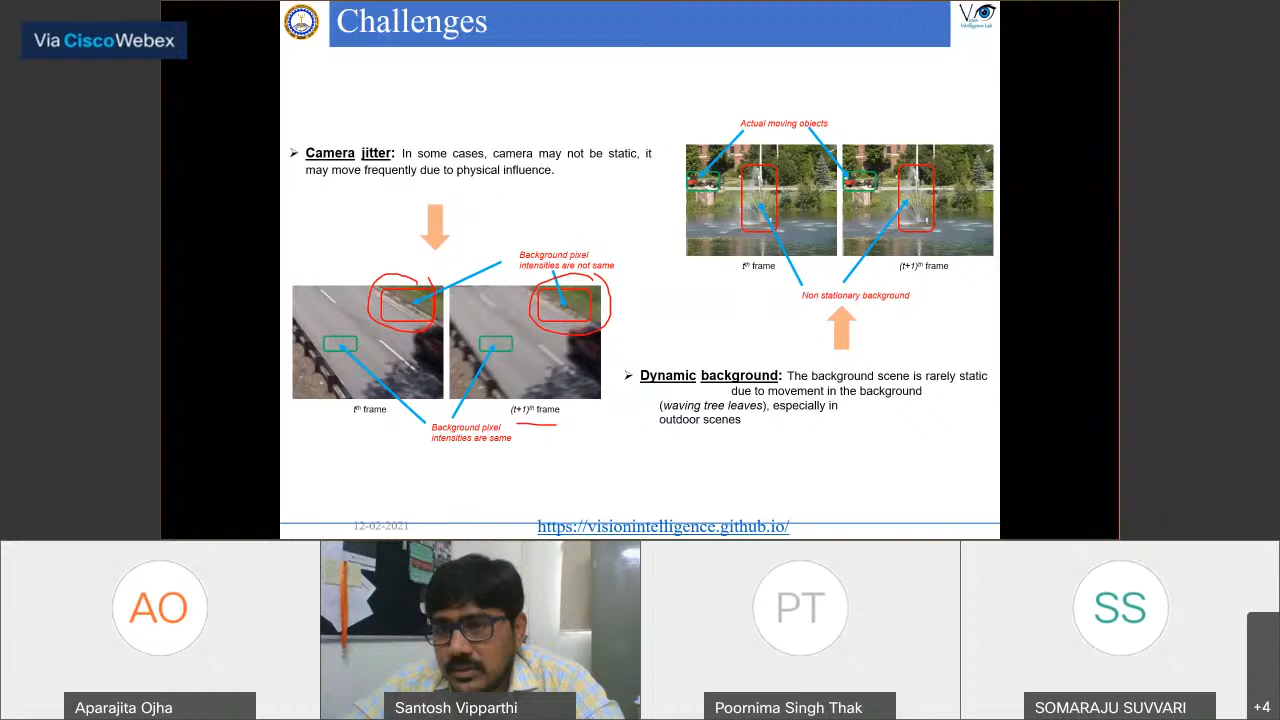 Via CiscoWebex
Challenges
Vision
Intelligence Lab
Actual moving objects
➢ Camera jitter: In some cases, camera may not be static, it
may move frequently due to physical influence.
Background pixel
intensities are not same
tth frame
(t+1)th frame
Non stationary background
➢ Dynamic background: The background scene is rarely static
due to movement in the background
(waving tree leaves), especially in
outdoor scenes
tth frame
(t+1)th frame
Background pixel
intensities are same
12-02-2021
https://visionintelligence.github.io/
AO
PT
SS
Aparajita Ojha
Santosh Vipparthi
Poornima Singh Thak
SOMARAJU SUVVARI
+4